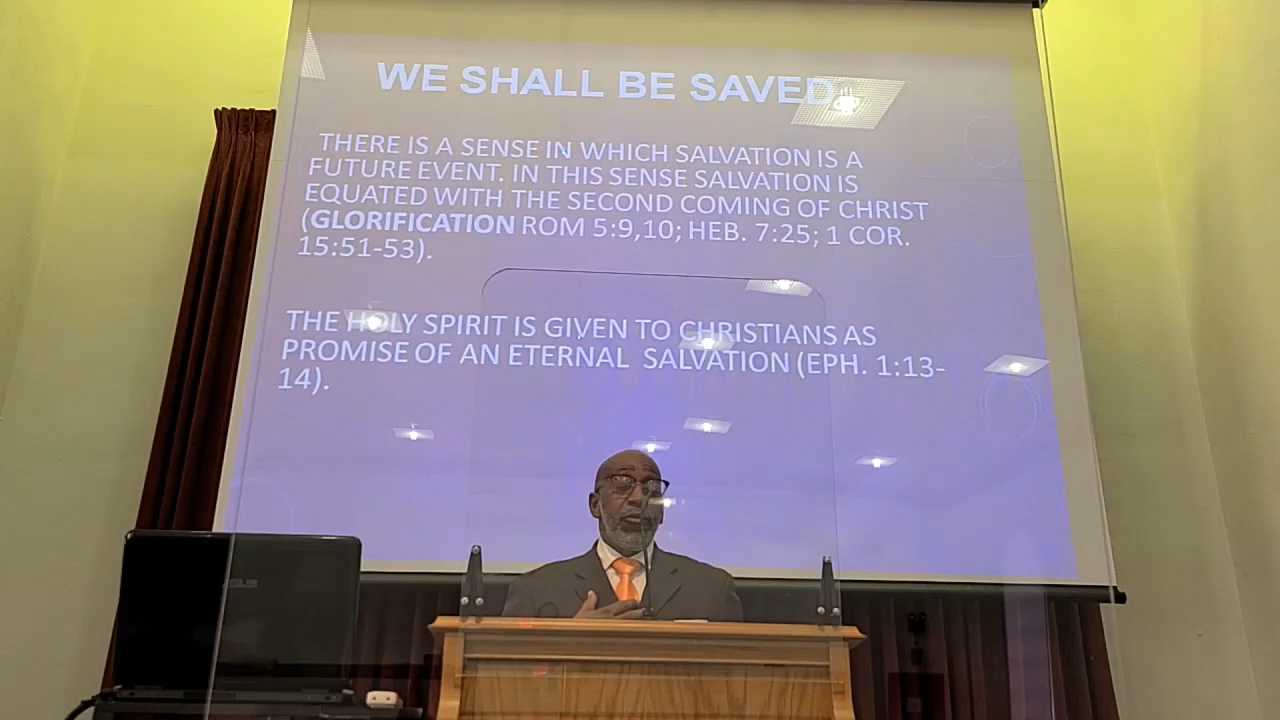 WE SHALL BE SAVED
THERE IS A SENSE IN WHICH SALVATION IS A
FUTURE EVENT. IN THIS SENSE SALVATION IS
EQUATED WITH THE SECOND COMING OF CHRIST
(GLORIFICATION ROM 5:9,10; HEB. 7:25; 1 COR.
15:51-53).
THE HOLY SPIRIT IS GIVEN TO CHRISTIANS AS
PROMISE OF AN ETERNAL SALVATION (EPH. 1:13-
14).